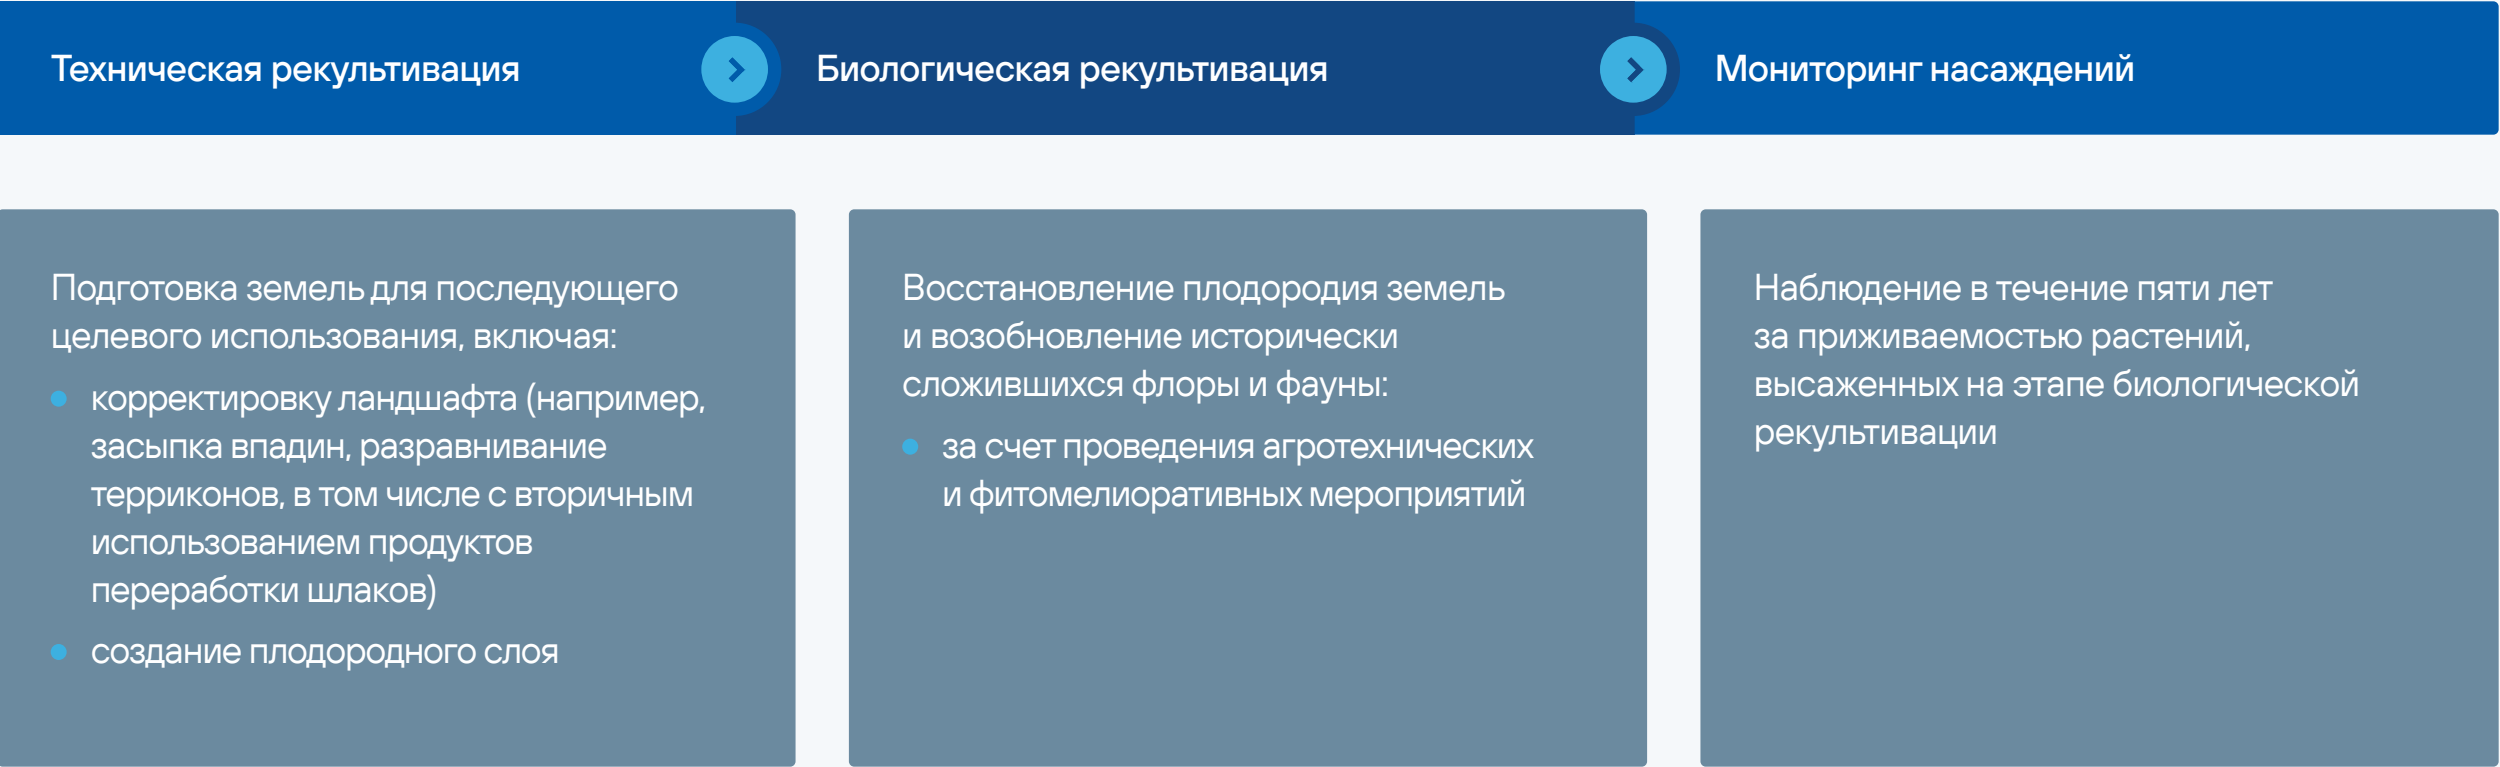 Техническая рекультивация
Биологическая рекультивация
Мониторинг насаждений
Подготовка земель для последующего
целевого использования, включая:
корректировку ландшафта (например,
засыпка впадин, разравнивание
терриконов, в том числе с вторичным
использованием продуктов
переработки шлаков)
создание плодородного слоя
Восстановление плодородия земель
и возобновление исторически
сложившихся флоры и фауны:
за счет проведения агротехнических
и фитомелиоративных мероприятий
Наблюдение в течение пяти лет
за приживаемостью растений,
высаженных на этапе биологической
рекультивации